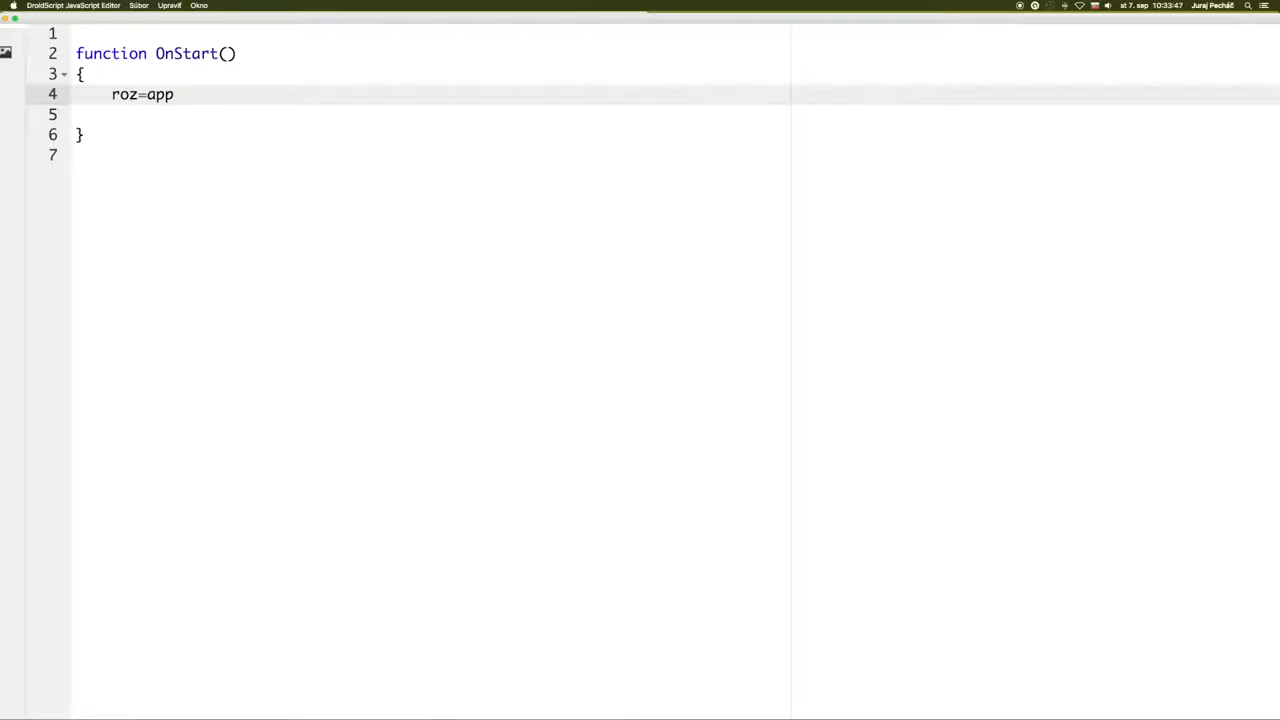 DroidScript JavaScript Editor Súbor Upraviť Okno st 7. sep 10:33:47 Juraj Pecháč
1
2 function OnStart()
3 {
4 roz=app
5
6 }
7